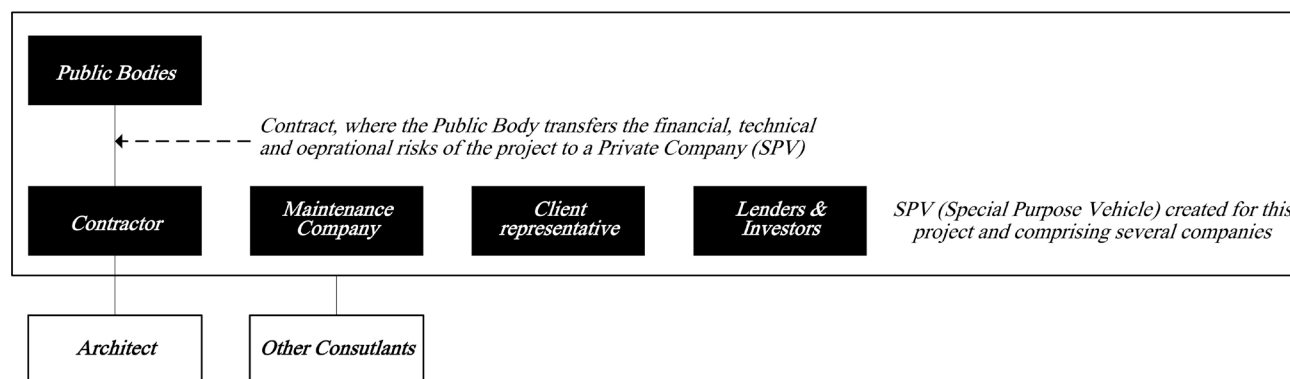 Public Bodies
Contract, where the Public Body transfers the financial, technical
and oeprational risks of the project to a Private Company (SPV)
Contractor
Maintenance
Company
Client
representative
Lenders &
Investors
SPV (Special Purpose Vehicle) created for this
project and comprising several companies
Architect
Other Consutlants